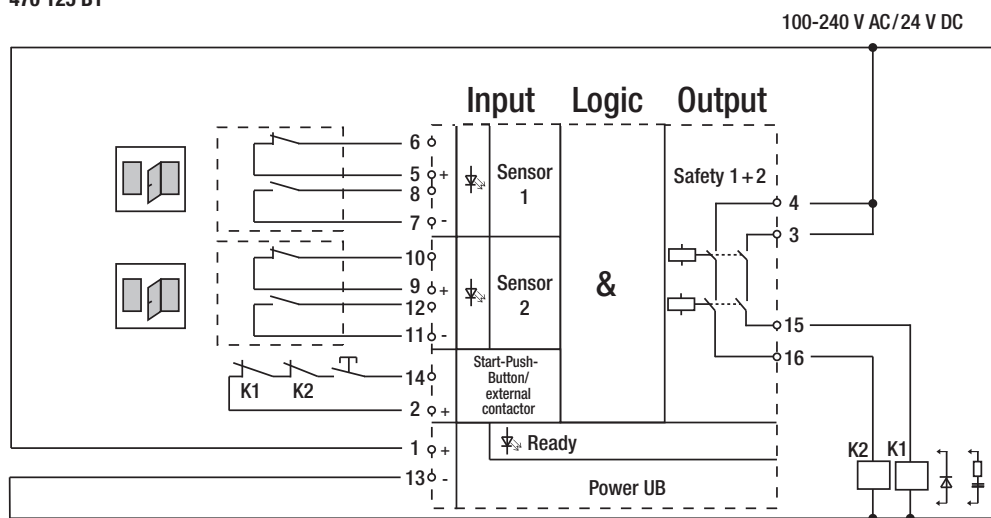 100-240 V AC/24 V DC
Input Logic Output
6
5 +
8
7 -
Sensor
1
Safety 1+2
4
3
10
9 +
12
11 -
Sensor
2
&
15
16
K1 K2
14
2 +
Start-Push-
Button/
external
contactor
1 +
Ready
13 -
Power UB
K2 K1